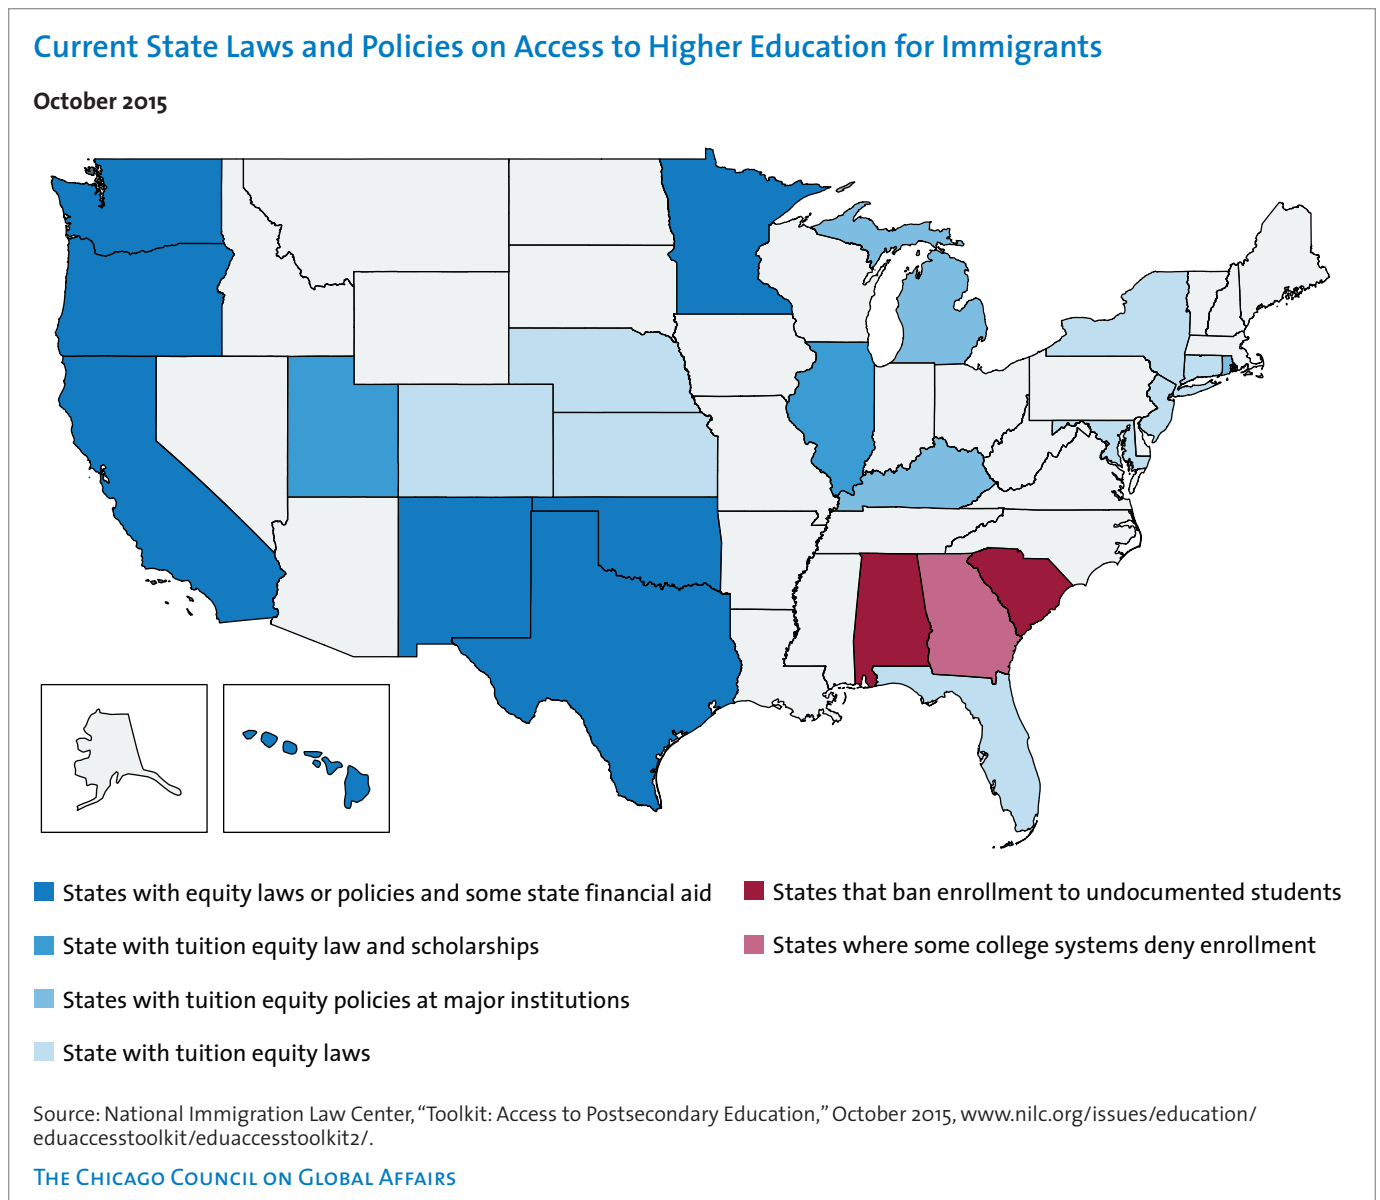 Current State Laws and Policies on Access to Higher Education for Immigrants
October 2015
States with equity laws or policies and some state financial aid
States that ban enrollment to undocumented students
State with tuition equity law and scholarships
States where some college systems deny enrollment
States with tuition equity policies at major institutions
State with tuition equity laws
Source: National Immigration Law Center, “Toolkit: Access to Postsecondary Education,” October 2015, www.nilc.org/issues/education/
eduaccesstoolkit/eduaccesstoolkit2/.
The Chicago Council on Global Affairs